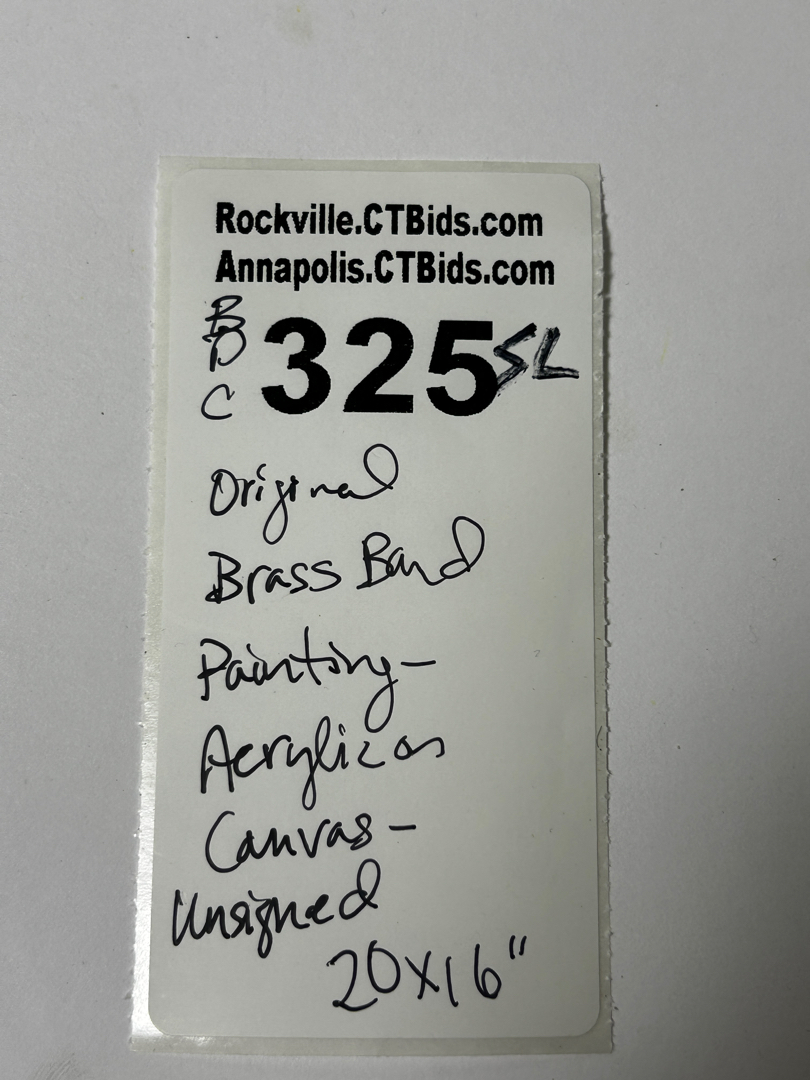 Rockville.CTBids.com
Annapolis.CTBids.com
B
D
C
325 SL
Original
Brass Band
Painting-
Acrylic on
Canvas-
Unsigned
20x16"